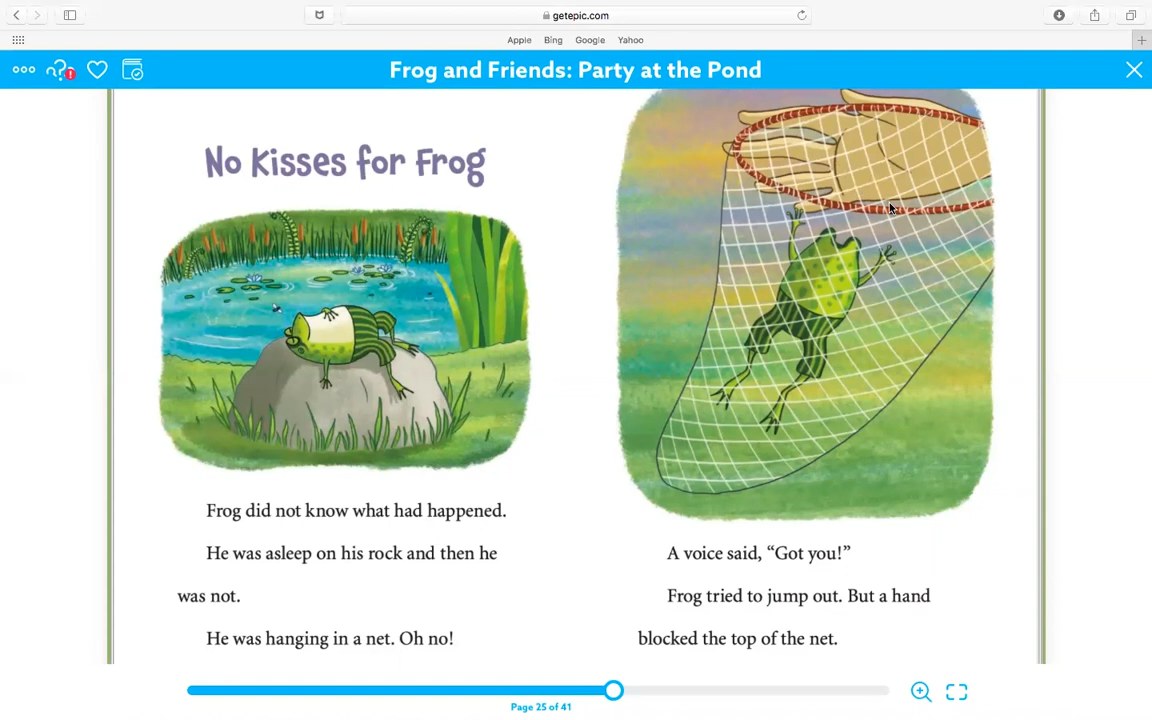 getepic.com
Apple Bing Google Yahoo
Frog and Friends: Party at the Pond
No Kisses for Frog
Frog did not know what had happened.
He was asleep on his rock and then he
was not.
He was hanging in a net. Oh no!
A voice said, “Got you!”
Frog tried to jump out. But a hand
blocked the top of the net.
Page 25 of 41